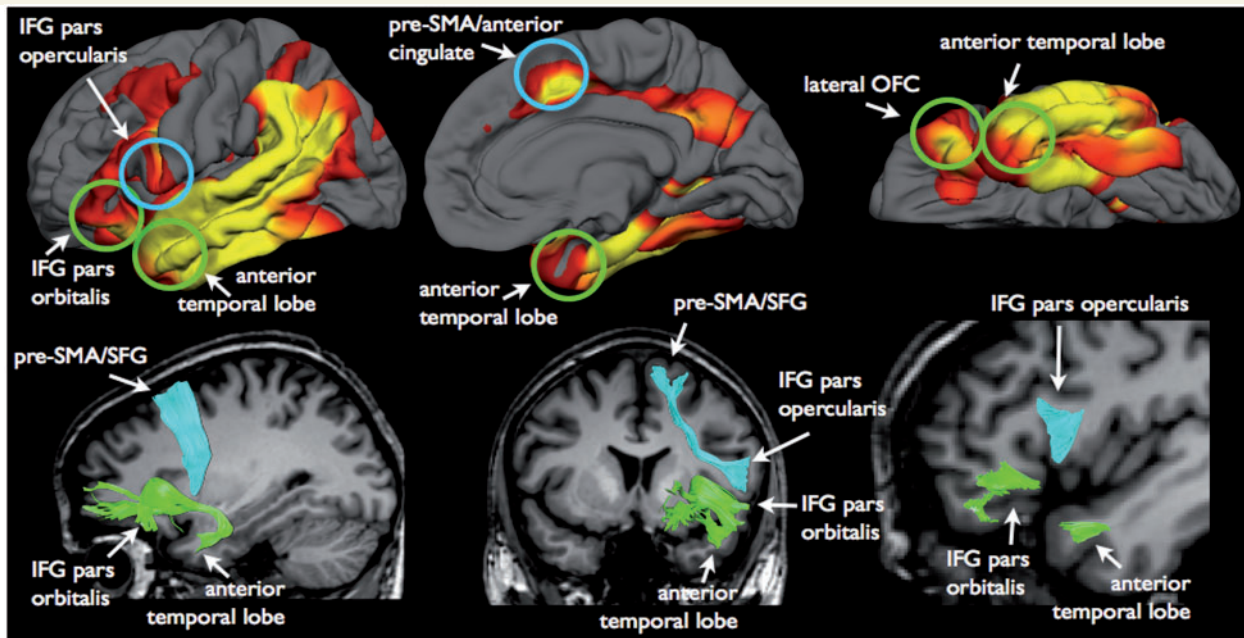 IFG pars
opercularis
pre-SMA/anterior
cingulate
anterior temporal lobe
lateral OFC
IFG pars
orbitalis
anterior
temporal lobe
anterior
temporal lobe
pre-SMA/SFG
pre-SMA/SFG
IFG pars opercularis
IFG pars
opercularis
IFG pars
orbitalis
IFG pars
orbitalis
anterior
temporal lobe
anterior
temporal lobe
IFG pars
orbitalis
anterior
temporal lobe